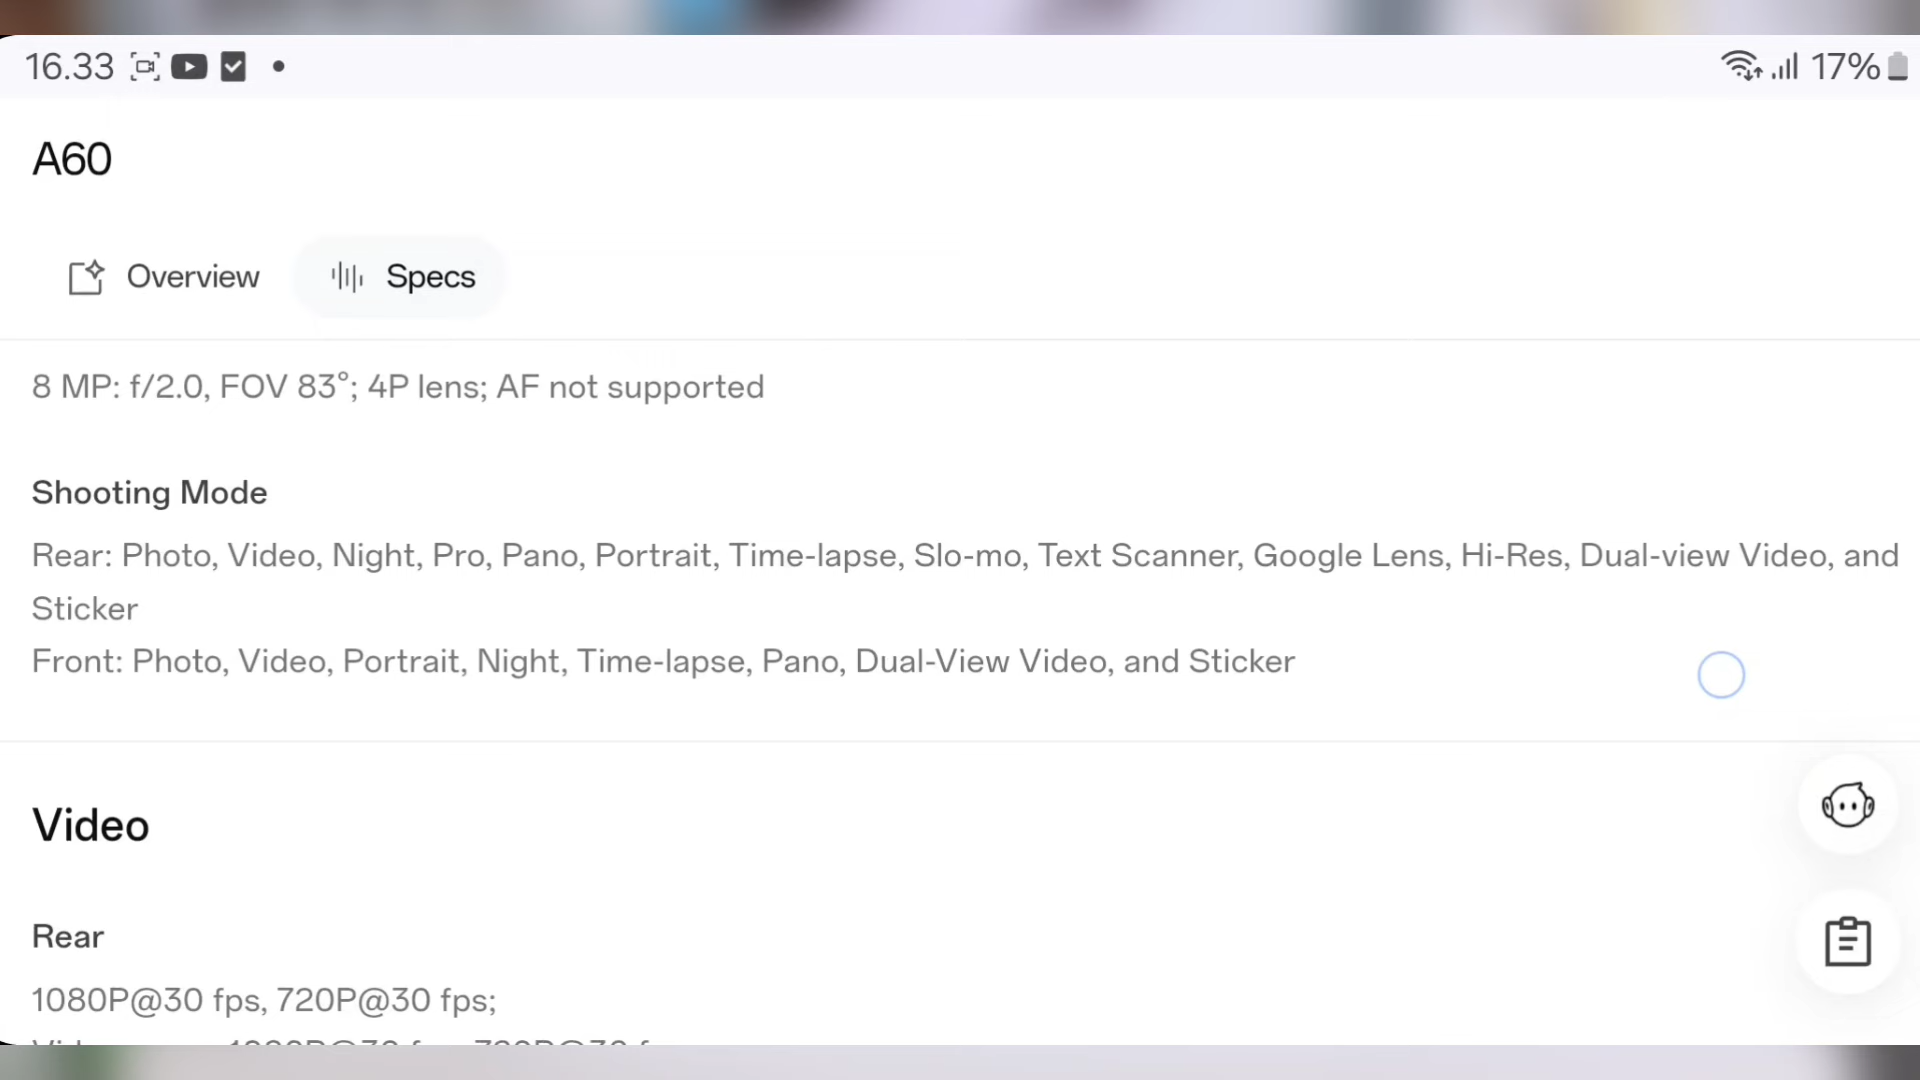 16.33
17%
A60
Overview
Specs
8 MP: f/2.0, FOV 83°; 4P lens; AF not supported
Shooting Mode
Rear: Photo, Video, Night, Pro, Pano, Portrait, Time-lapse, Slo-mo, Text Scanner, Google Lens, Hi-Res, Dual-view Video, and
Sticker
Front: Photo, Video, Portrait, Night, Time-lapse, Pano, Dual-View Video, and Sticker
Video
Rear
1080P@30 fps, 720P@30 fps;